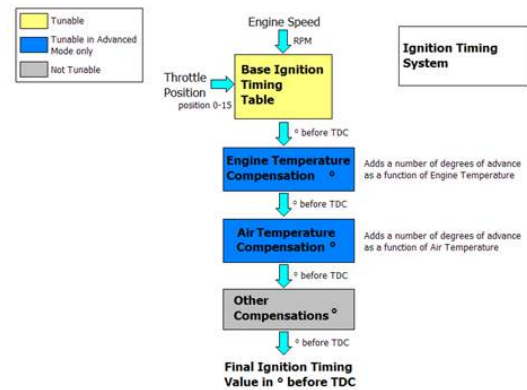 Tunable
Tunable in Advanced
Mode only
Not Tunable
Engine Speed
RPM
Ignition Timing
System
Throttle
Position
position 0-15
Base Ignition
Timing
Table
° before TDC
Engine Temperature
Compensation °
Adds a number of degrees of advance
as a function of Engine Temperature
° before TDC
Air Temperature
Compensation °
Adds a number of degrees of advance
as a function of Air Temperature
° before TDC
Other
Compensations °
° before TDC
Final Ignition Timing
Value in ° before TDC